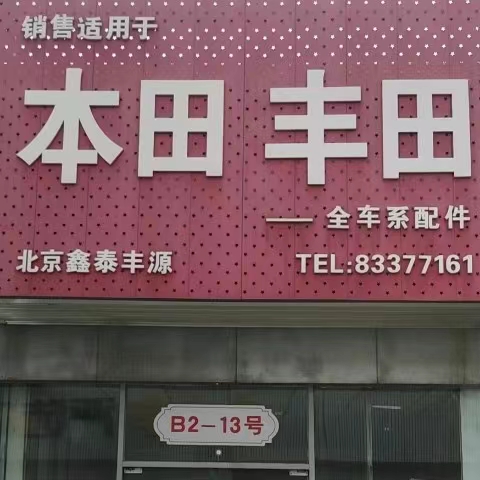 销售适用于
本田 丰田
—— 全车系配件
北京鑫泰丰源 TEL:83377161
B2-13号